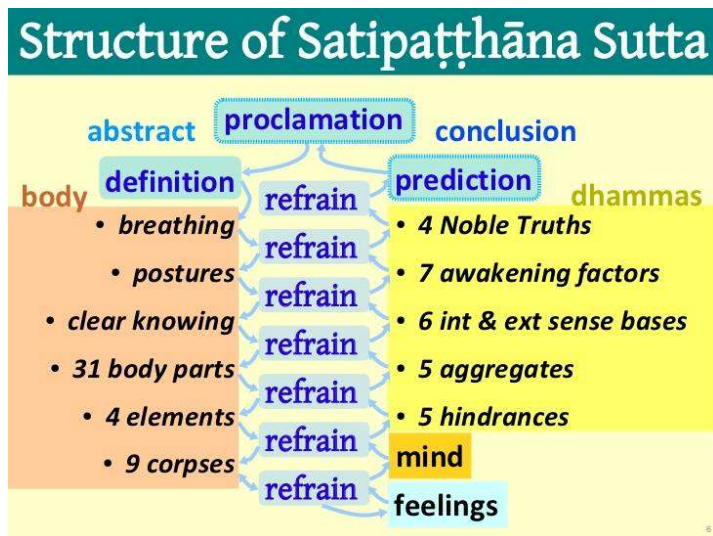 Structure of Satipaṭṭhāna Sutta
abstract
proclamation
conclusion
definition
prediction
body
dhammas
refrain
• breathing
• 4 Noble Truths
refrain
• postures
• 7 awakening factors
refrain
• clear knowing
• 6 int & ext sense bases
refrain
• 31 body parts
• 5 aggregates
refrain
• 4 elements
• 5 hindrances
refrain
• 9 corpses
mind
refrain
feelings
6